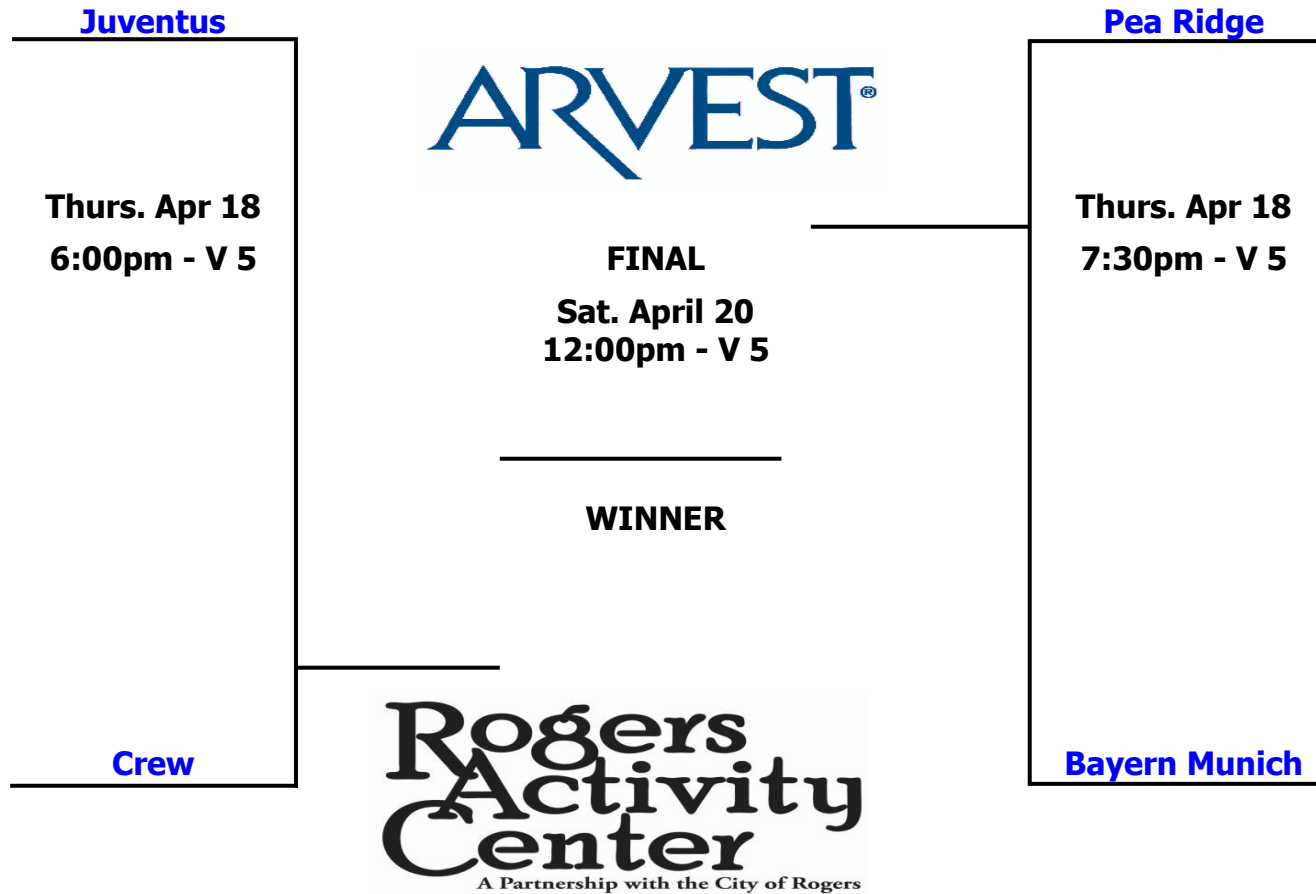 Juventus
Pea Ridge
ARVEST®
Thurs. Apr 18
6:00pm - V 5
Thurs. Apr 18
7:30pm - V 5
FINAL
Sat. April 20
12:00pm - V 5
WINNER
Crew
Bayern Munich
Rogers
Activity
Center
A Partnership with the City of Rogers